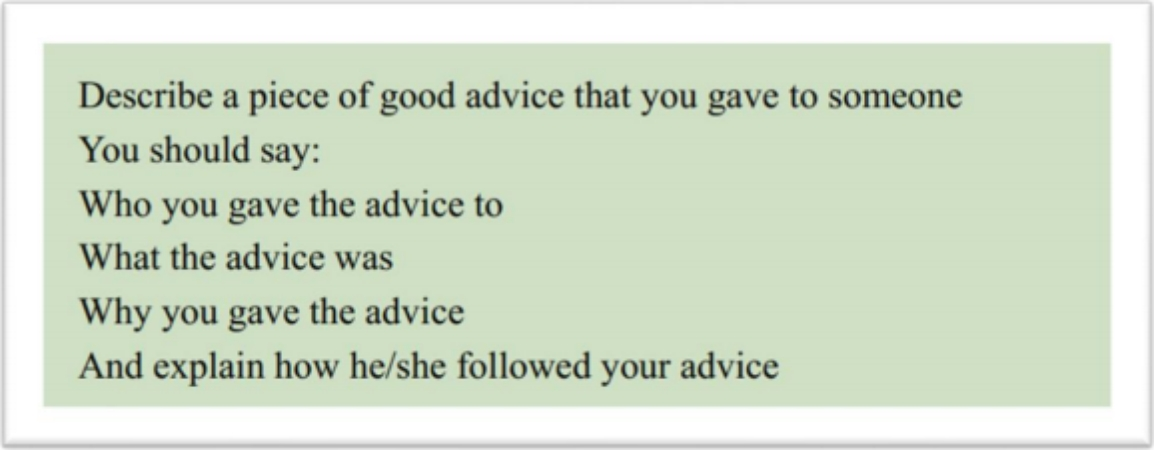 Describe a piece of good advice that you gave to someone
You should say:
Who you gave the advice to
What the advice was
Why you gave the advice
And explain how he/she followed your advice